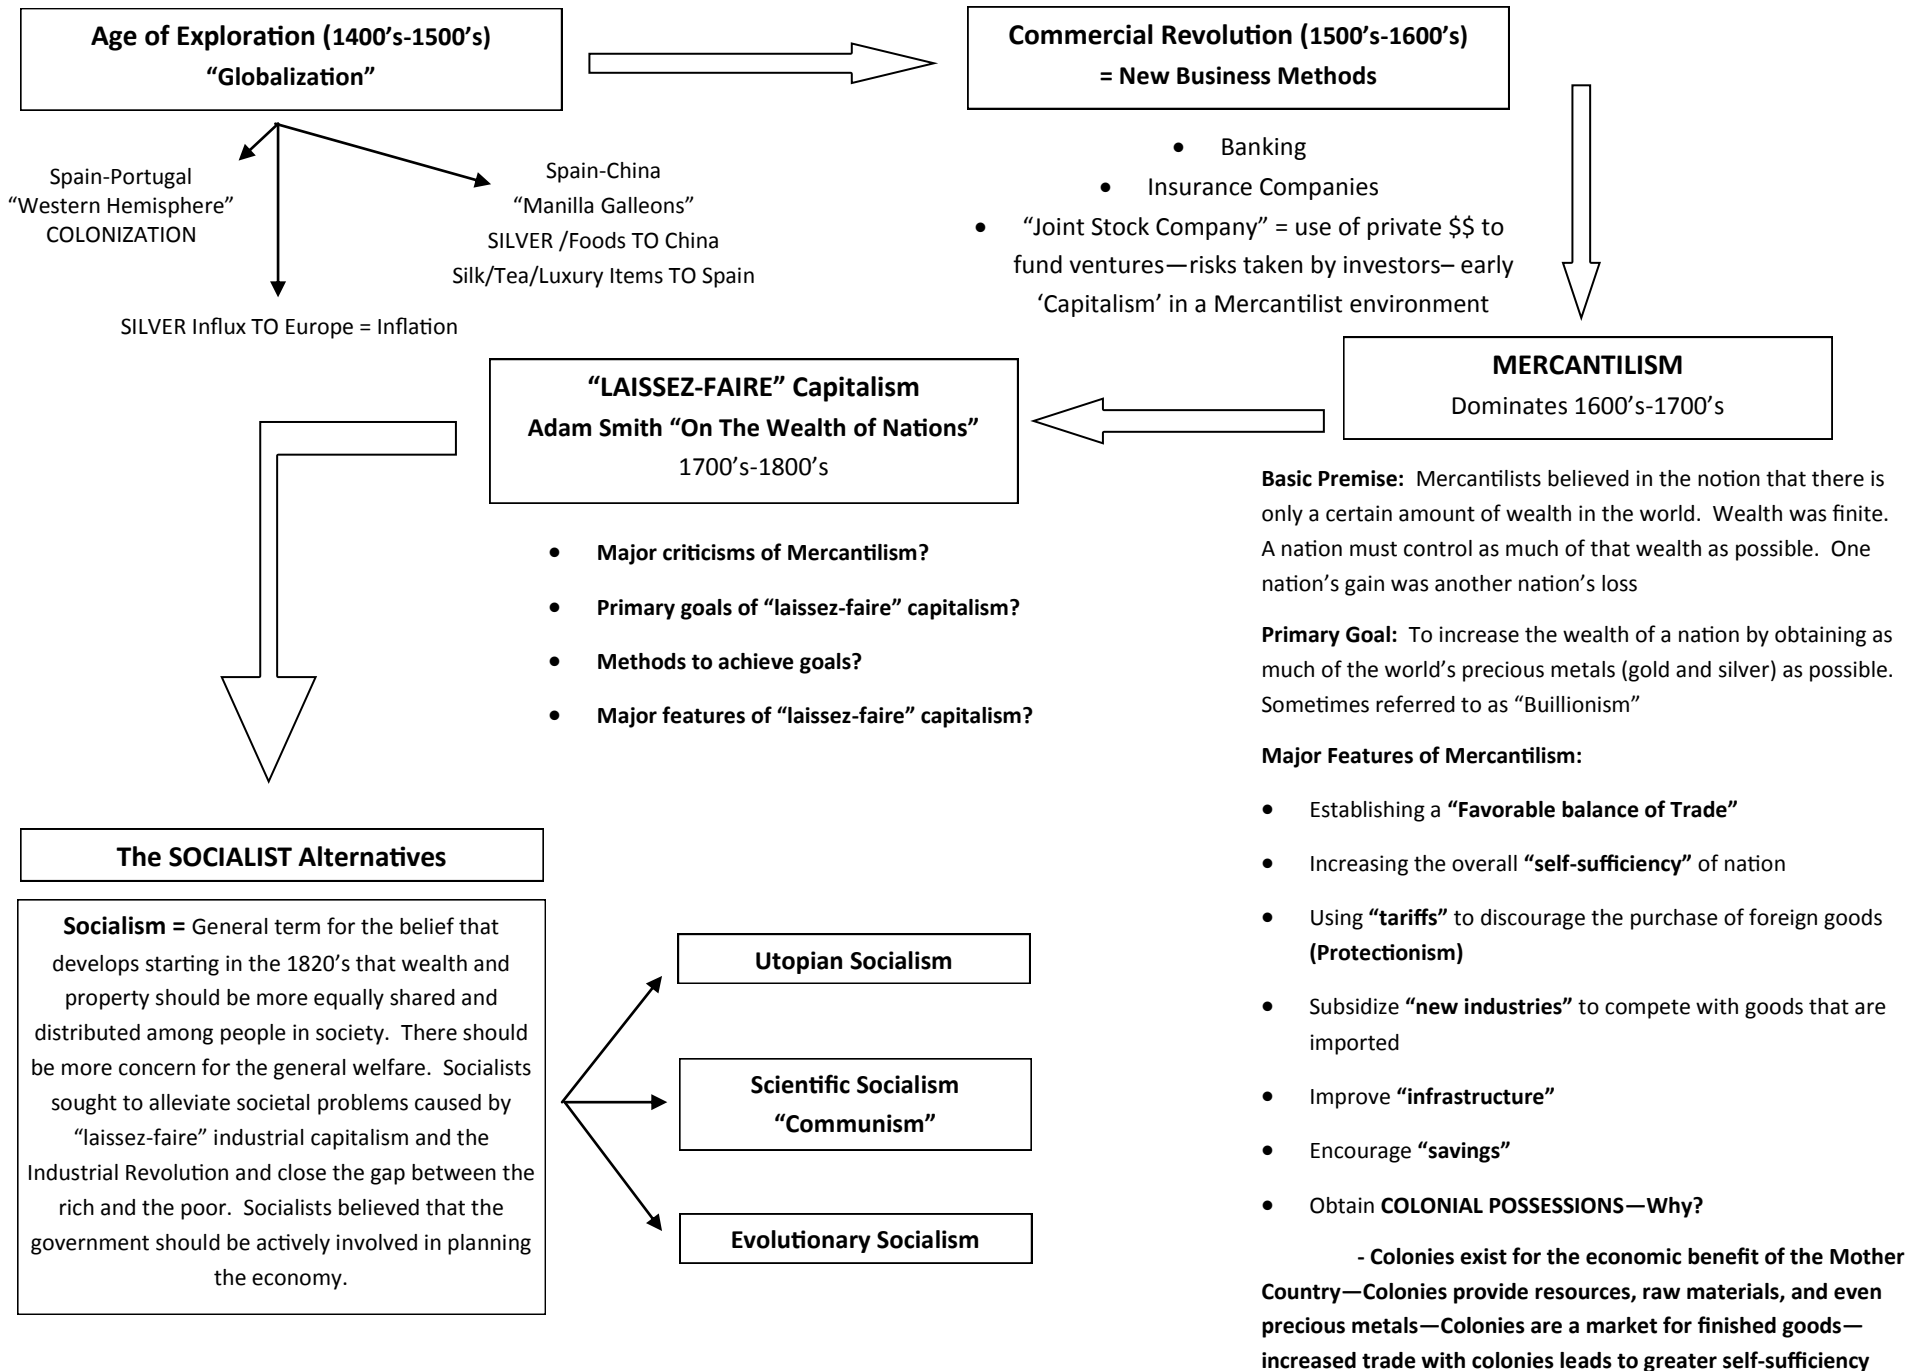 Age of Exploration (1400’s-1500’s)
“Globalization”
Spain-Portugal
“Western Hemisphere”
COLONIZATION
Spain-China
“Manilla Galleons”
SILVER /Foods TO China
Silk/Tea/Luxury Items TO Spain
SILVER Influx TO Europe = Inflation
Commercial Revolution (1500’s-1600’s)
= New Business Methods
• Banking
• Insurance Companies
• “Joint Stock Company” = use of private $$ to
fund ventures—risks taken by investors– early
‘Capitalism’ in a Mercantilist environment
MERCANTILISM
Dominates 1600’s-1700’s
Basic Premise: Mercantilists believed in the notion that there is
only a certain amount of wealth in the world. Wealth was finite.
A nation must control as much of that wealth as possible. One
nation’s gain was another nation’s loss
Primary Goal: To increase the wealth of a nation by obtaining as
much of the world’s precious metals (gold and silver) as possible.
Sometimes referred to as “Buillionism”
Major Features of Mercantilism:
• Establishing a “Favorable balance of Trade”
• Increasing the overall “self-sufficiency” of nation
• Using “tariffs” to discourage the purchase of foreign goods
(Protectionism)
• Subsidize “new industries” to compete with goods that are
imported
• Improve “infrastructure”
• Encourage “savings”
• Obtain COLONIAL POSSESSIONS—Why?
- Colonies exist for the economic benefit of the Mother
Country—Colonies provide resources, raw materials, and even
precious metals—Colonies are a market for finished goods—
increased trade with colonies leads to greater self-sufficiency
“LAISSEZ-FAIRE” Capitalism
Adam Smith “On The Wealth of Nations”
1700’s-1800’s
• Major criticisms of Mercantilism?
• Primary goals of “laissez-faire” capitalism?
• Methods to achieve goals?
• Major features of “laissez-faire” capitalism?
The SOCIALIST Alternatives
Socialism = General term for the belief that
develops starting in the 1820’s that wealth and
property should be more equally shared and
distributed among people in society. There should
be more concern for the general welfare. Socialists
sought to alleviate societal problems caused by
“laissez-faire” industrial capitalism and the
Industrial Revolution and close the gap between the
rich and the poor. Socialists believed that the
government should be actively involved in planning
the economy.
Utopian Socialism
Scientific Socialism
“Communism”
Evolutionary Socialism